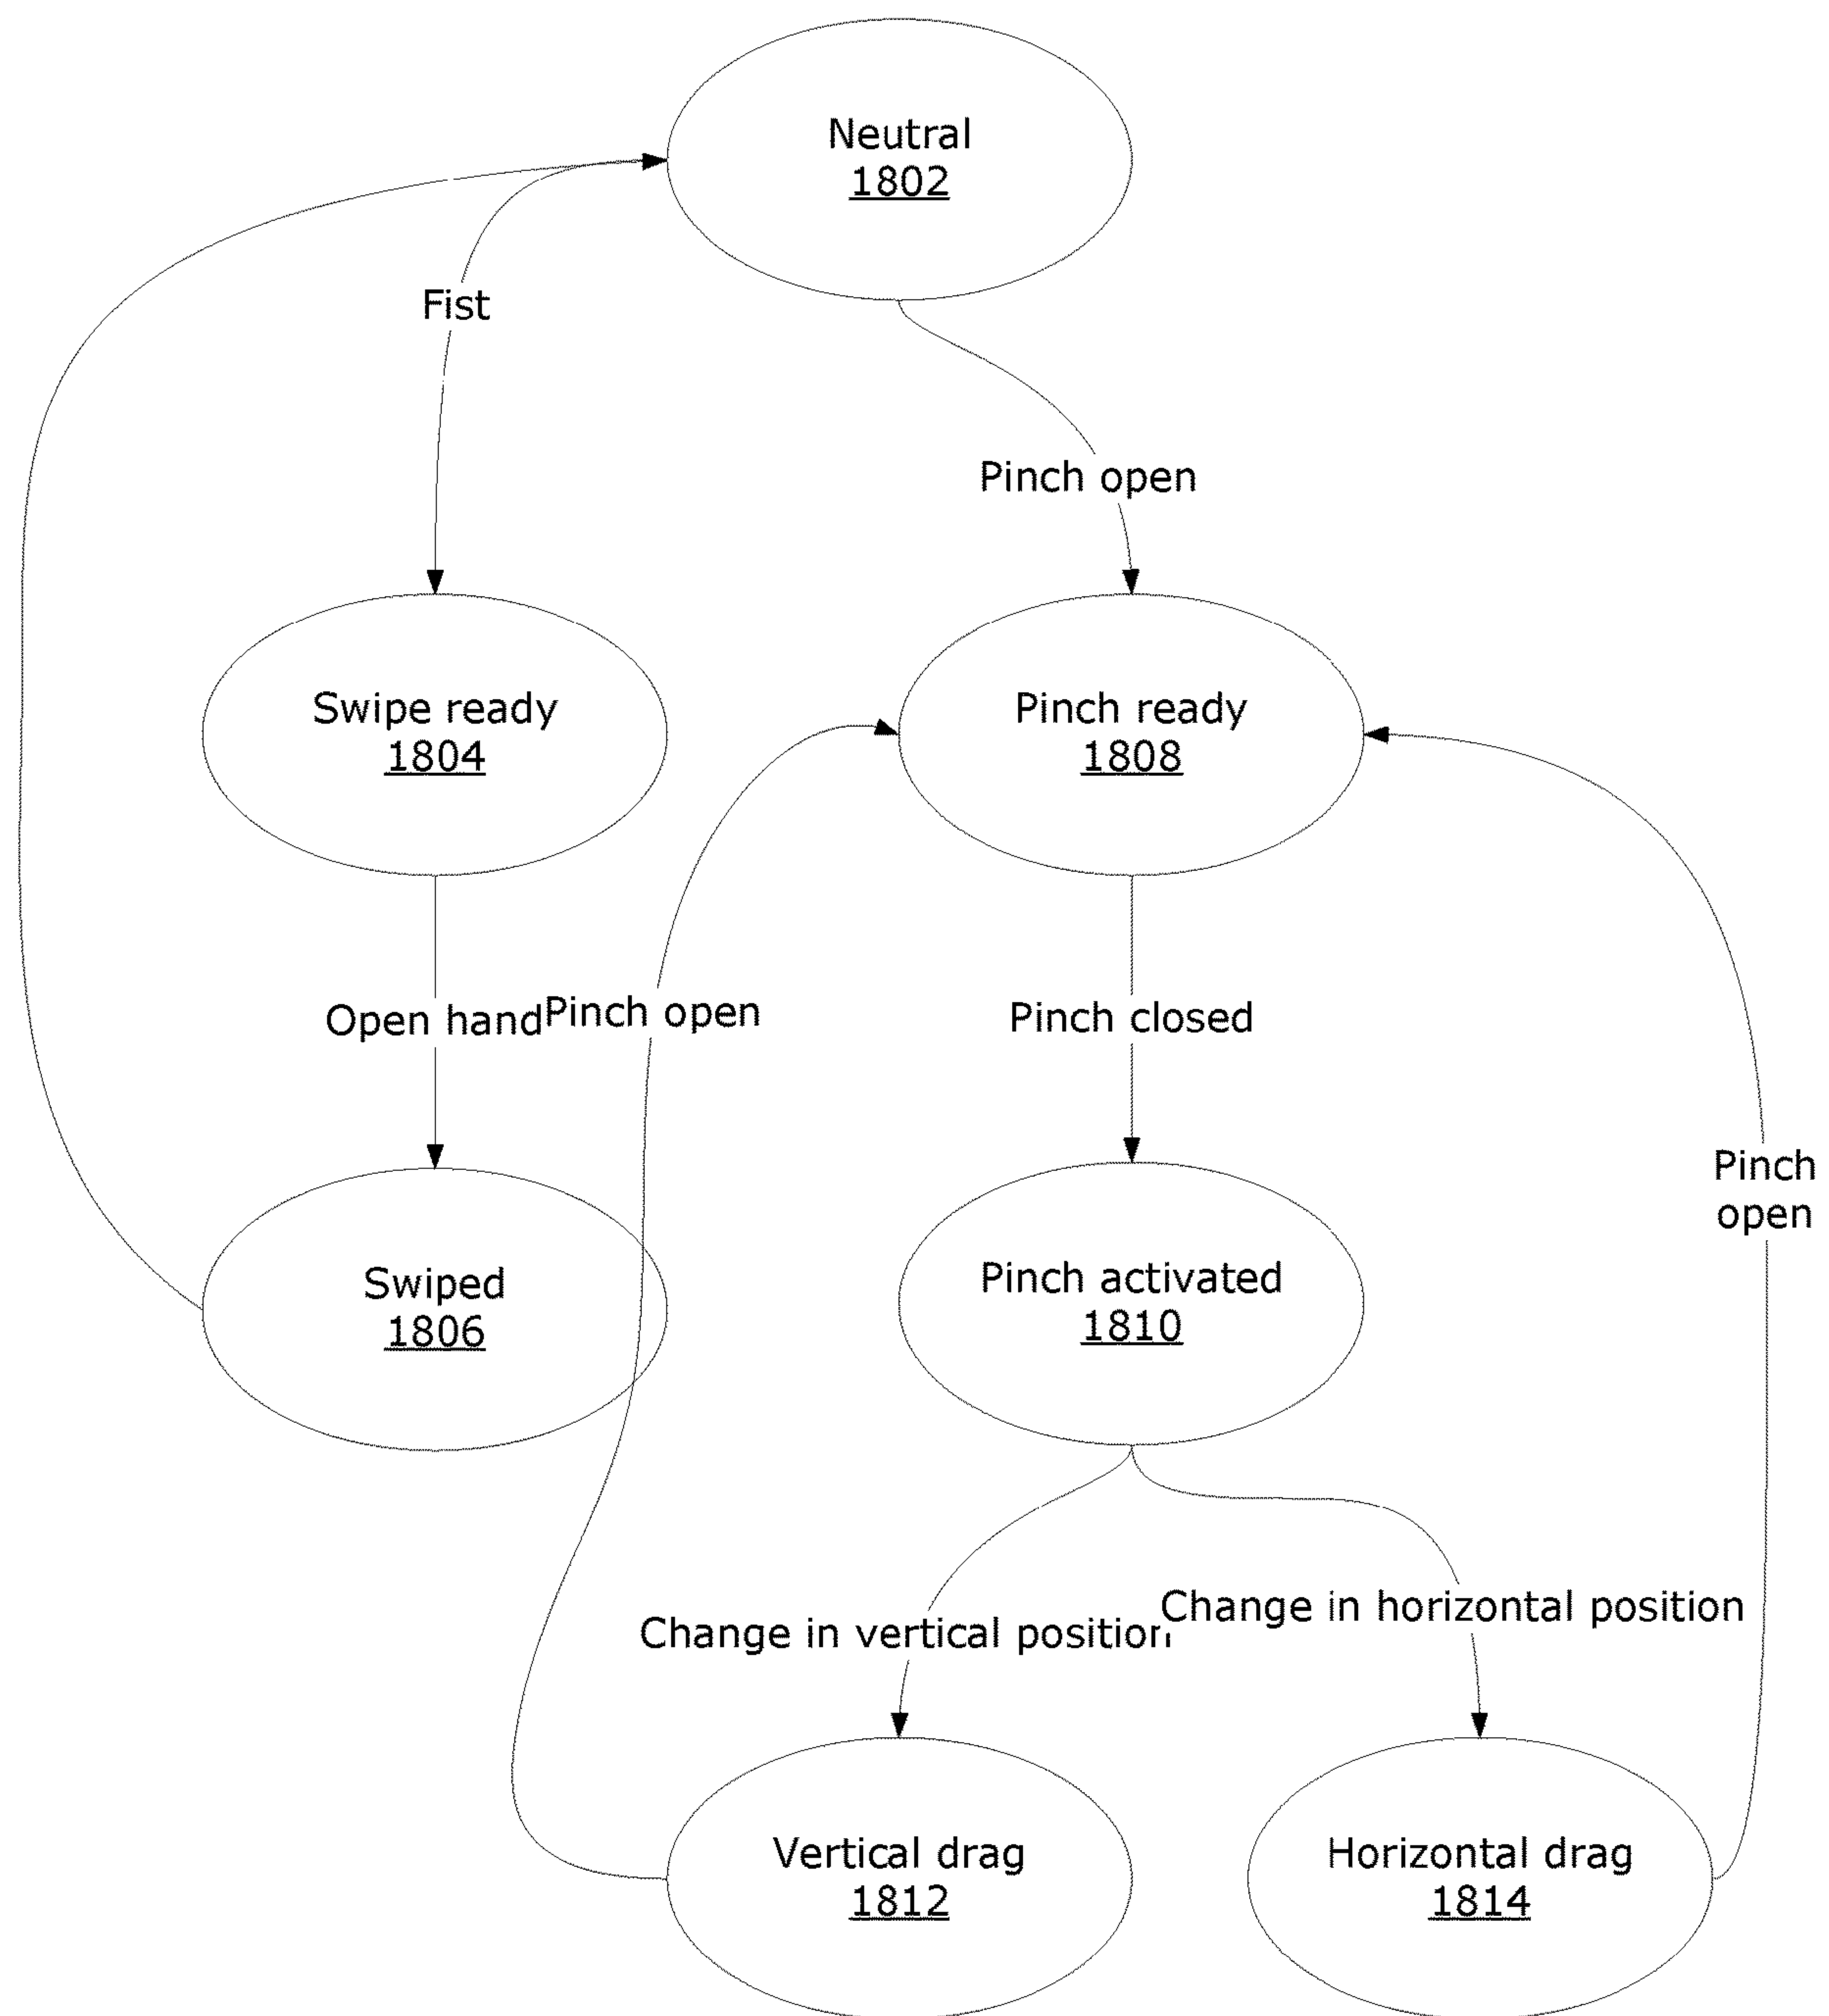 Neutral
1802
Fist
Pinch open
Swipe ready
1804
Pinch ready
1808
Open hand
Pinch open
Pinch closed
Pinch
open
Swiped
1806
Pinch activated
1810
Change in vertical position
Change in horizontal position
Vertical drag
1812
Horizontal drag
1814